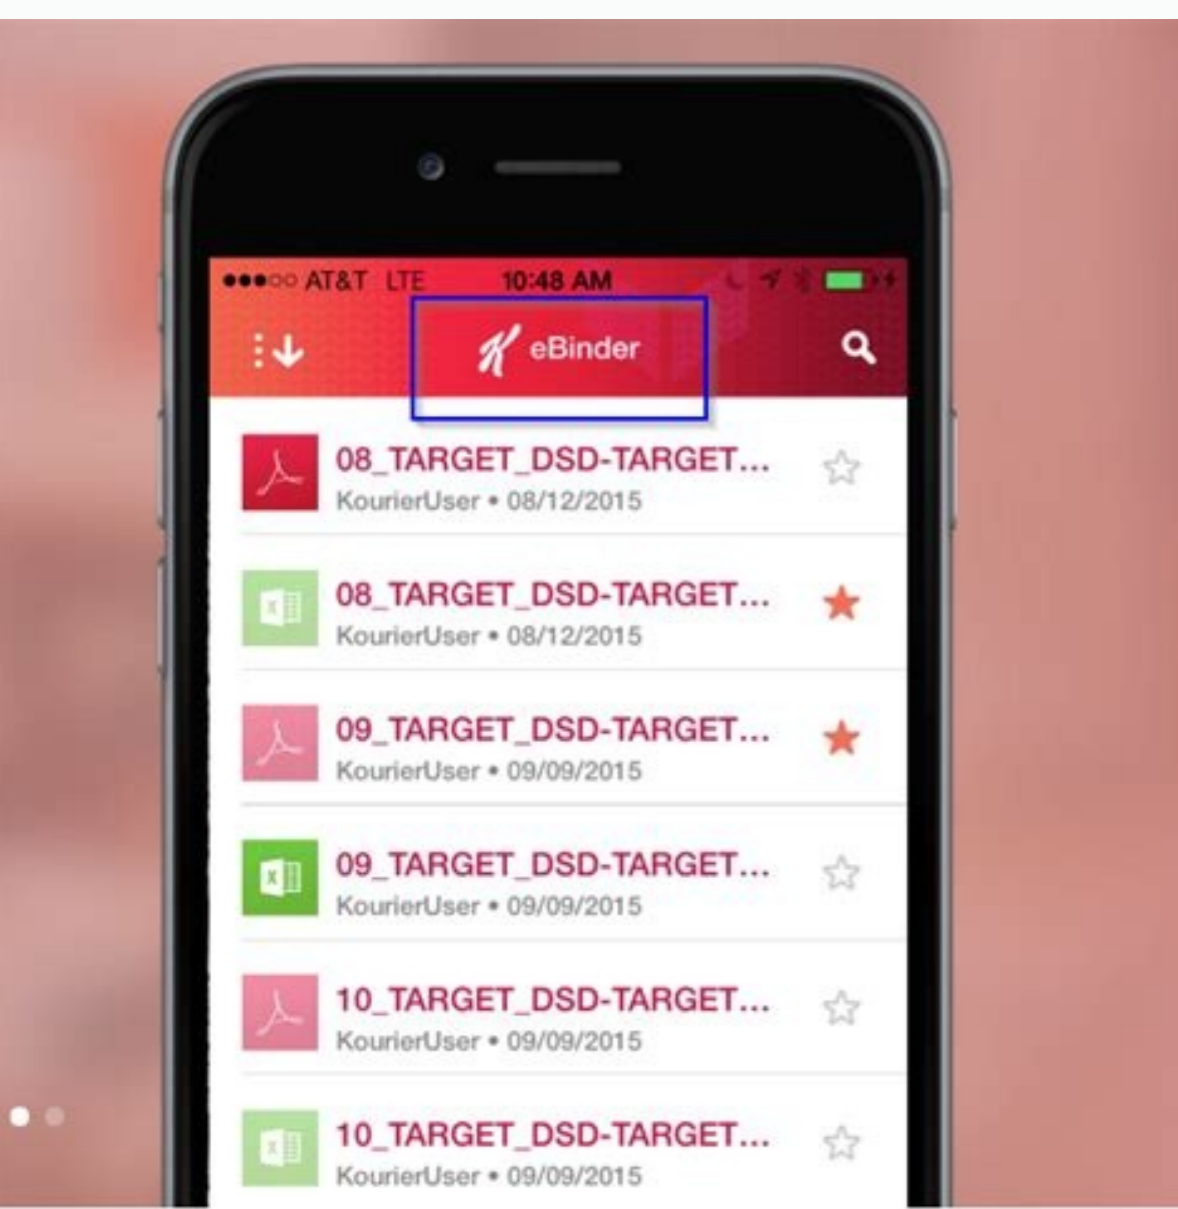 ●●●○○ AT&T LTE 10:48 AM
K eBinder
08_TARGET_DSD-TARGET...
KourierUser • 08/12/2015
08_TARGET_DSD-TARGET...
KourierUser • 08/12/2015
09_TARGET_DSD-TARGET...
KourierUser • 09/09/2015
09_TARGET_DSD-TARGET...
KourierUser • 09/09/2015
10_TARGET_DSD-TARGET...
KourierUser • 09/09/2015
10_TARGET_DSD-TARGET...
KourierUser • 09/09/2015